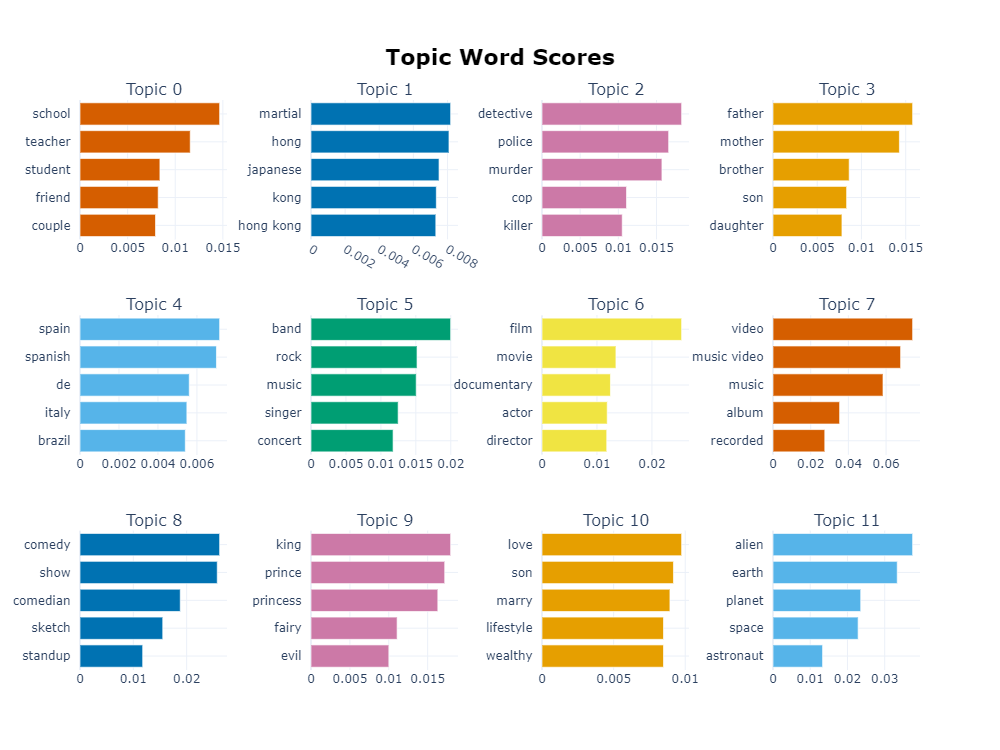 Topic Word Scores
Topic 0
school
teacher
student
friend
couple
0 0.005 0.01 0.015
Topic 1
martial
hong
japanese
kong
hong kong
0 0.002 0.004 0.006 0.008
Topic 2
detective
police
murder
cop
killer
0 0.005 0.01 0.015
Topic 3
father
mother
brother
son
daughter
0 0.005 0.01 0.015
Topic 4
spain
spanish
de
italy
brazil
0 0.002 0.004 0.006
Topic 5
band
rock
music
singer
concert
0 0.005 0.01 0.015 0.02
Topic 6
film
movie
documentary
actor
director
0 0.01 0.02
Topic 7
video
music video
music
album
recorded
0 0.02 0.04 0.06
Topic 8
comedy
show
comedian
sketch
standup
0 0.01 0.02
Topic 9
king
prince
princess
fairy
evil
0 0.005 0.01 0.015
Topic 10
love
son
marry
lifestyle
wealthy
0 0.005 0.01
Topic 11
alien
earth
planet
space
astronaut
0 0.01 0.02 0.03